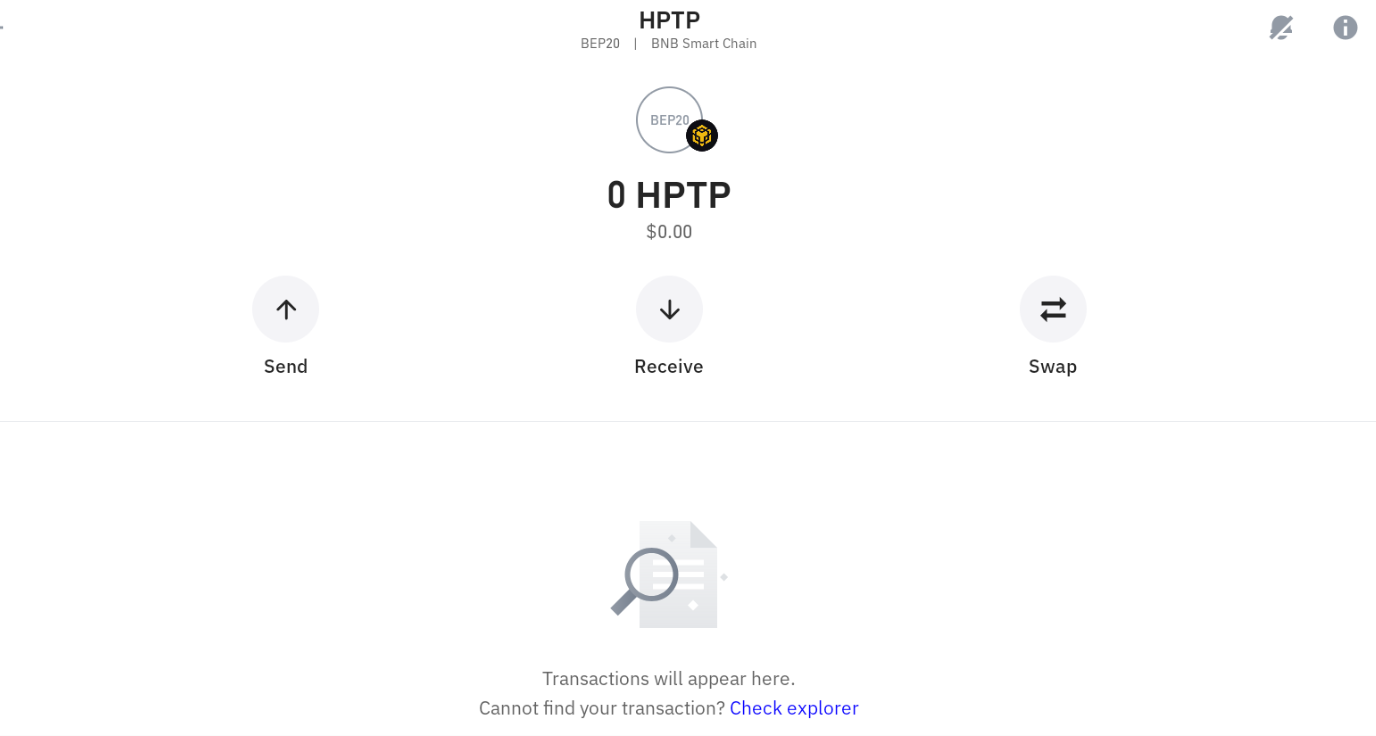 HPTP
BEP20 | BNB Smart Chain
BEP20
0 HPTP
$0.00
Send
Receive
Swap
Transactions will appear here.
Cannot find your transaction? Check explorer